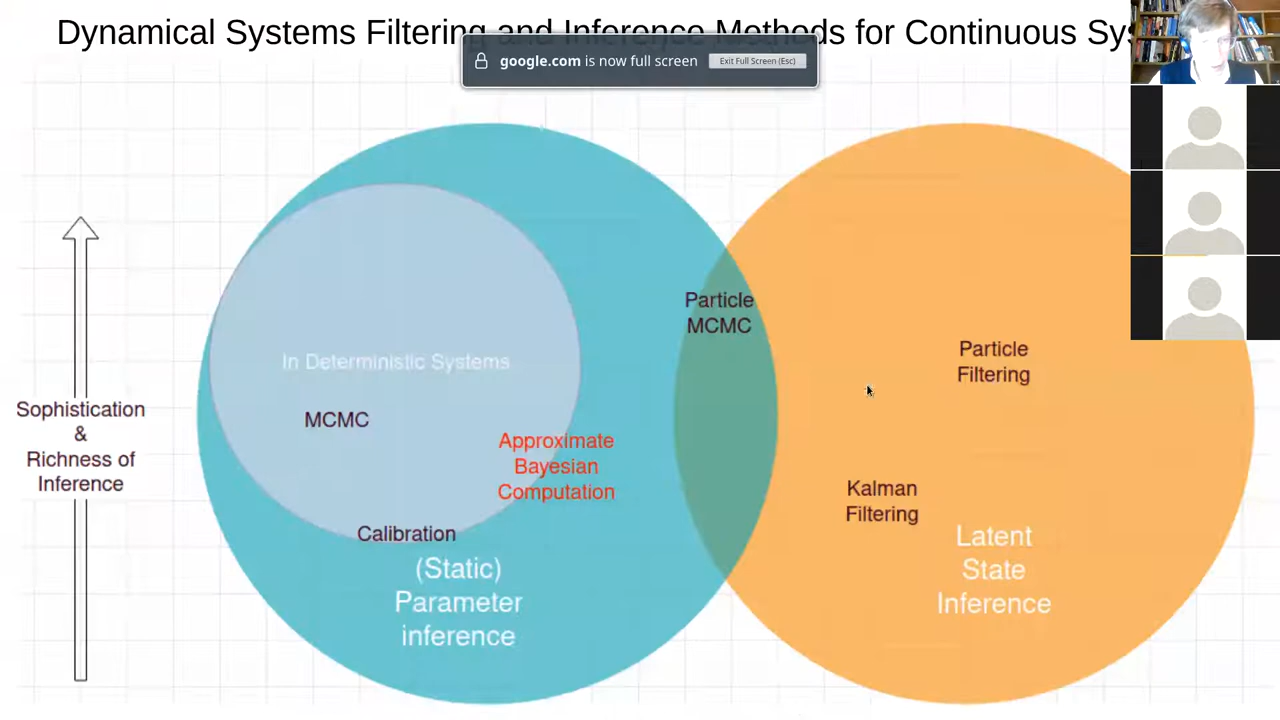 Dynamical Systems Filtering and Inference Methods for Continuous
google.com is now full screen
Exit Full Screen (Esc)
Particle
MCMC
Particle
Filtering
In Deterministic Systems
MCMC
Sophistication
&
Richness of
Inference
Approximate
Bayesian
Computation
Kalman
Filtering
Calibration
(Static)
Parameter
inference
Latent
State
Inference